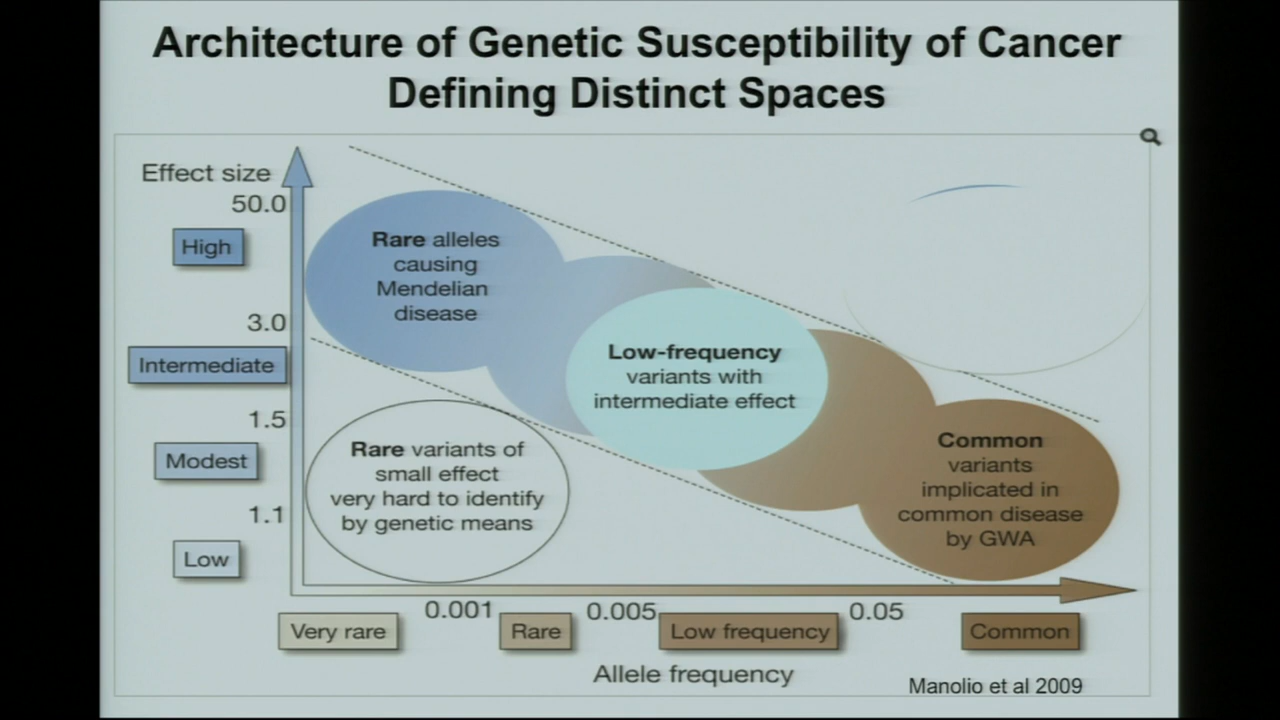 Architecture of Genetic Susceptibility of Cancer
Defining Distinct Spaces
Effect size
50.0
High
3.0
Intermediate
1.5
Modest
1.1
Low
Rare alleles
causing
Mendelian
disease
Low-frequency
variants with
intermediate effect
Rare variants of
small effect
very hard to identify
by genetic means
Common
variants
implicated in
common disease
by GWA
0.001
0.005
0.05
Very rare
Rare
Low frequency
Common
Allele frequency
Manolio et al 2009